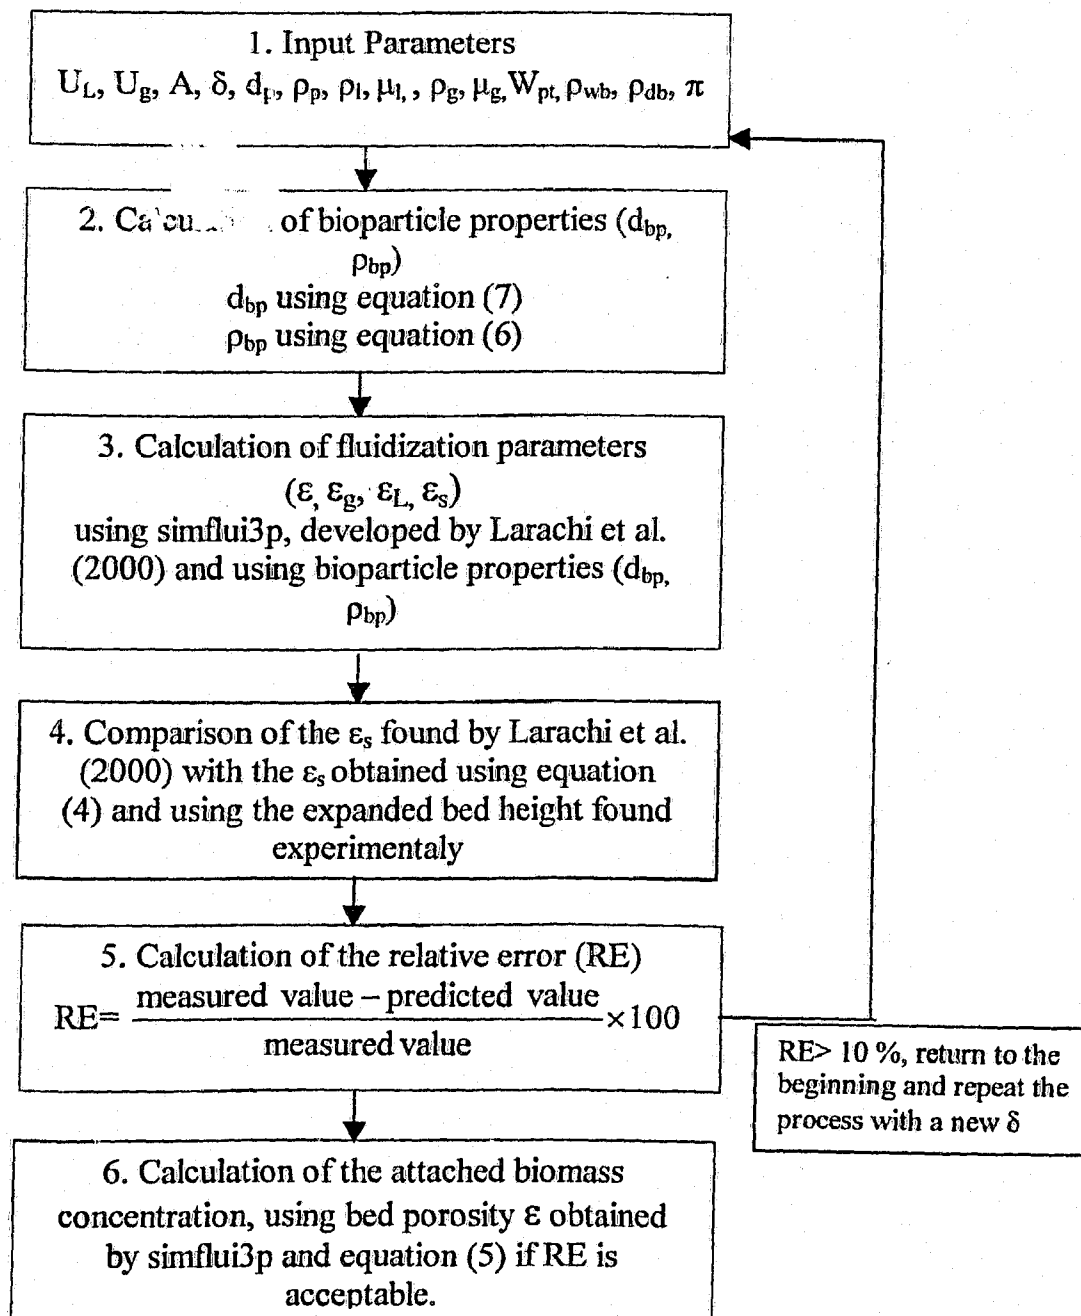 1. Input Parameters
U_L, U_g, A, δ, d_p, ρ_p, ρ_l, μ_l, , ρ_g, μ_g, W_pt, ρ_wb, ρ_db, π
2. of bioparticle properties (d_bp,
ρ_bp)
d_bp using equation (7)
ρ_bp using equation (6)
3. Calculation of fluidization parameters
(ε, ε_g, ε_L, ε_s)
using simflui3p, developed by Larachi et al.
(2000) and using bioparticle properties (d_bp,
ρ_bp)
4. Comparison of the ε_s found by Larachi et al.
(2000) with the ε_s obtained using equation
(4) and using the expanded bed height found
experimentaly
5. Calculation of the relative error (RE)
measured value – predicted value
RE= ×100
measured value
RE> 10 %, return to the
beginning and repeat the
process with a new δ
6. Calculation of the attached biomass
concentration, using bed porosity ε obtained
by simflui3p and equation (5) if RE is
acceptable.